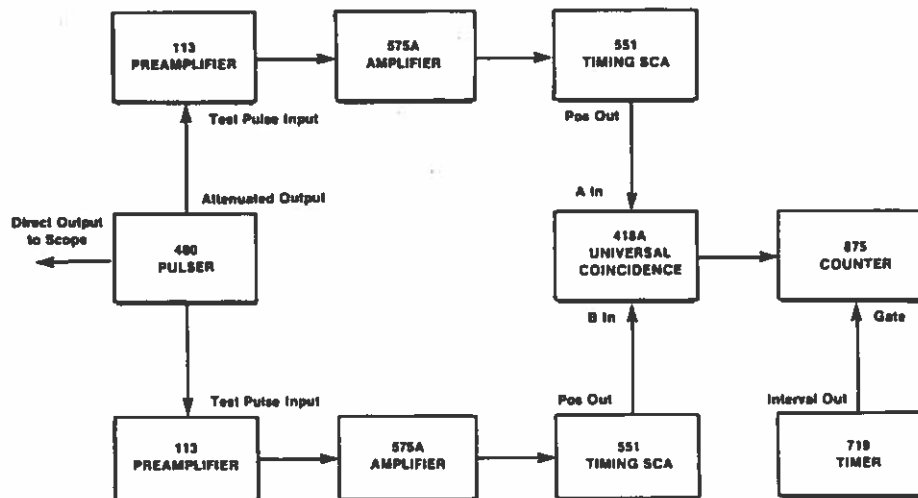 113
PREAMPLIFIER
575A
AMPLIFIER
551
TIMING SCA
Test Pulse Input
Pos Out
Attenuated Output
A In
Direct Output
to Scope
480
PULSER
418A
UNIVERSAL
COINCIDENCE
875
COUNTER
B In
Gate
Test Pulse Input
Pos Out
Interval Out
113
PREAMPLIFIER
575A
AMPLIFIER
551
TIMING SCA
719
TIMER